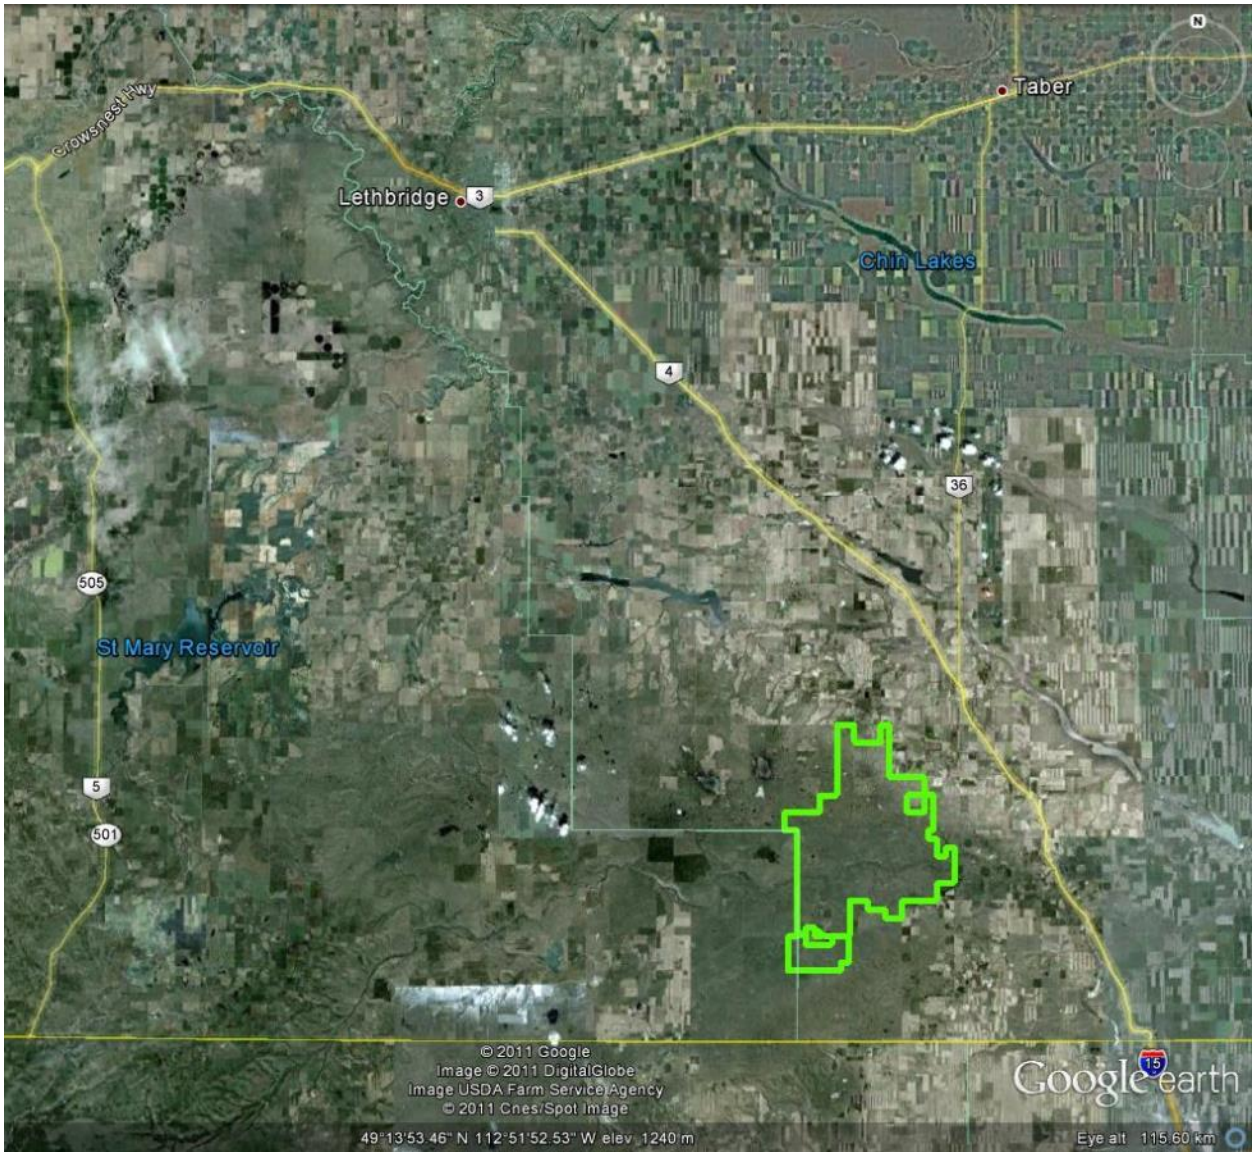 N
Taber
Crowsnest Hwy
Lethbridge
3
Chin Lakes
4
36
505
St Mary Reservoir
5
501
15
© 2011 Google
Image © 2011 DigitalGlobe
Image USDA Farm Service Agency
© 2011 Cnes/Spot Image
Google earth
49°13'53.46" N 112°51'52.53" W elev 1240 m
Eye alt 115.60 km